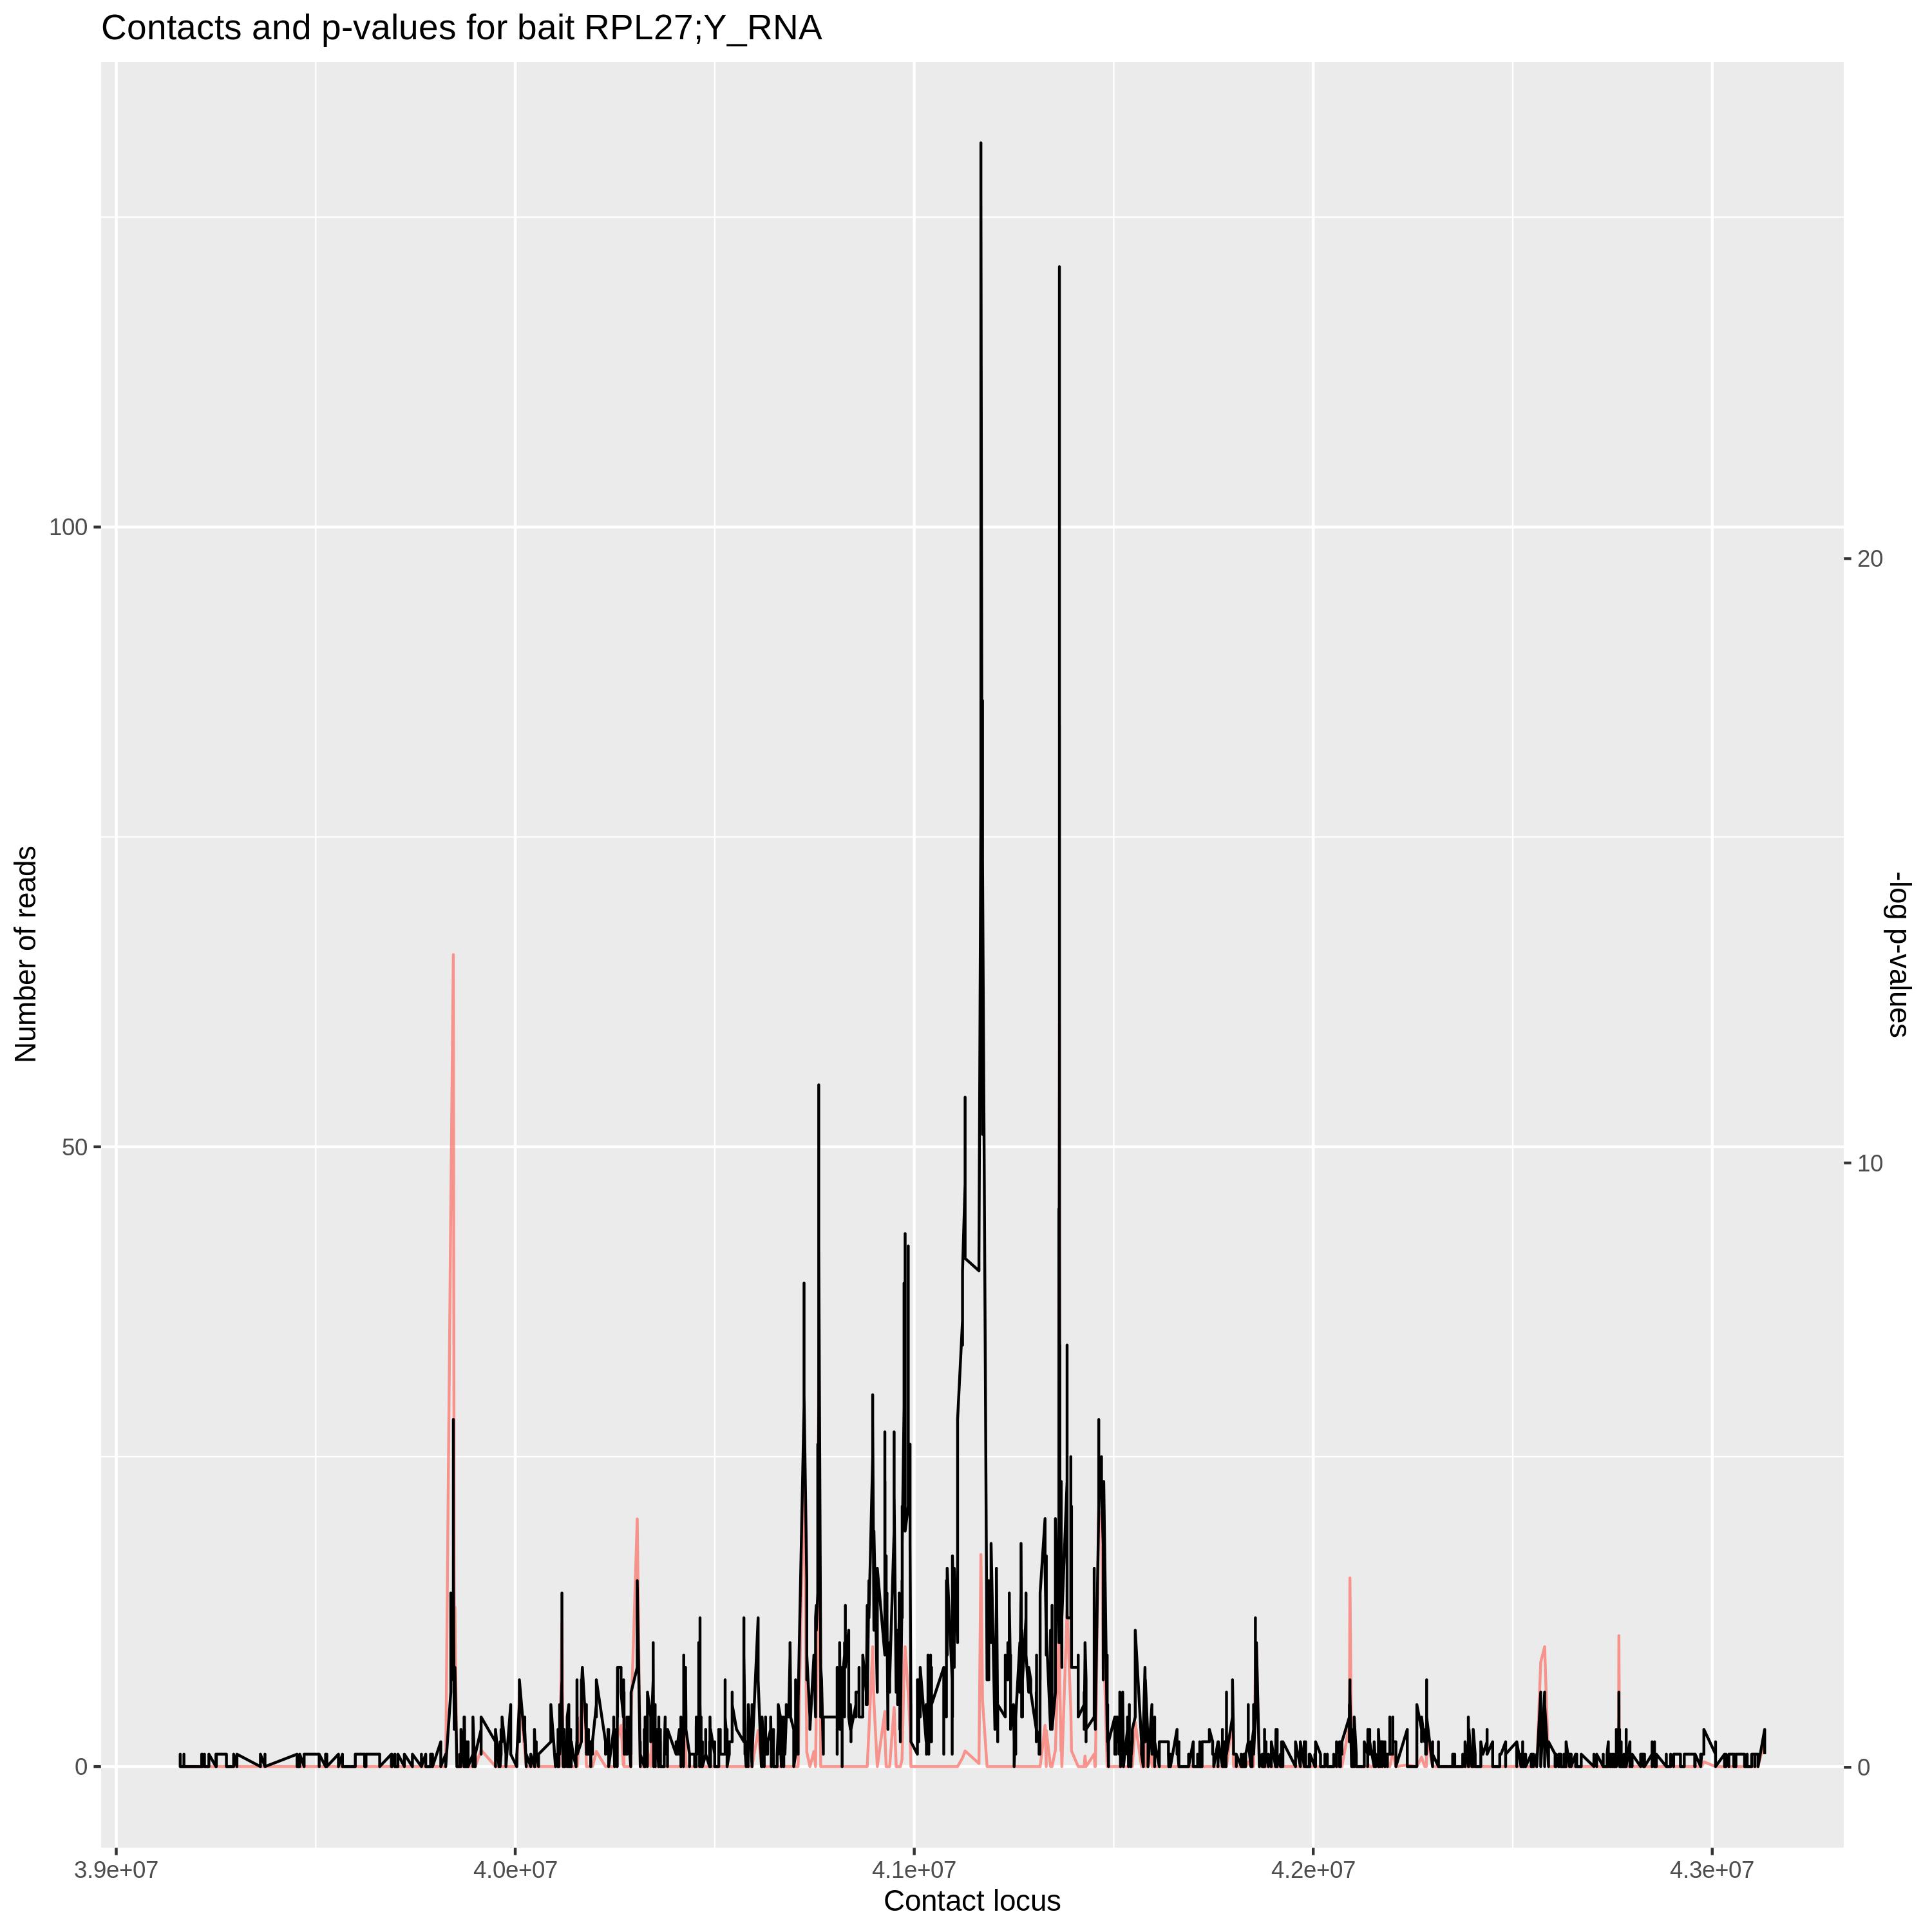 Contacts and p-values for bait RPL27;Y_RNA
Number of reads
100
50
0
-log p-values
20
10
0
3.9e+07 4.0e+07 4.1e+07 4.2e+07 4.3e+07
Contact locus